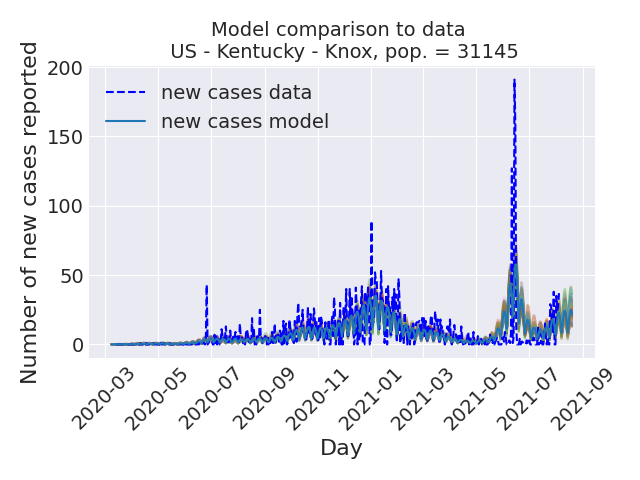 Model comparison to data
US - Kentucky - Knox, pop. = 31145
new cases data
new cases model
Number of new cases reported
200
150
100
50
0
2020-03
2020-05
2020-07
2020-09
2020-11
2021-01
2021-03
2021-05
2021-07
2021-09
Day